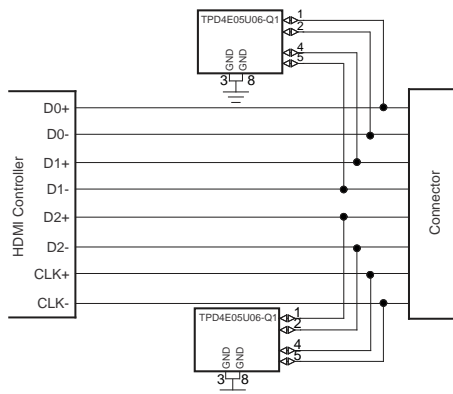 TPD4E05U06-Q1
1
2
4
5
GND
GND
3 8
HDMI Controller
D0+
D0-
D1+
D1-
D2+
D2-
CLK+
CLK-
Connector
TPD4E05U06-Q1
1
2
4
5
GND
GND
3 8